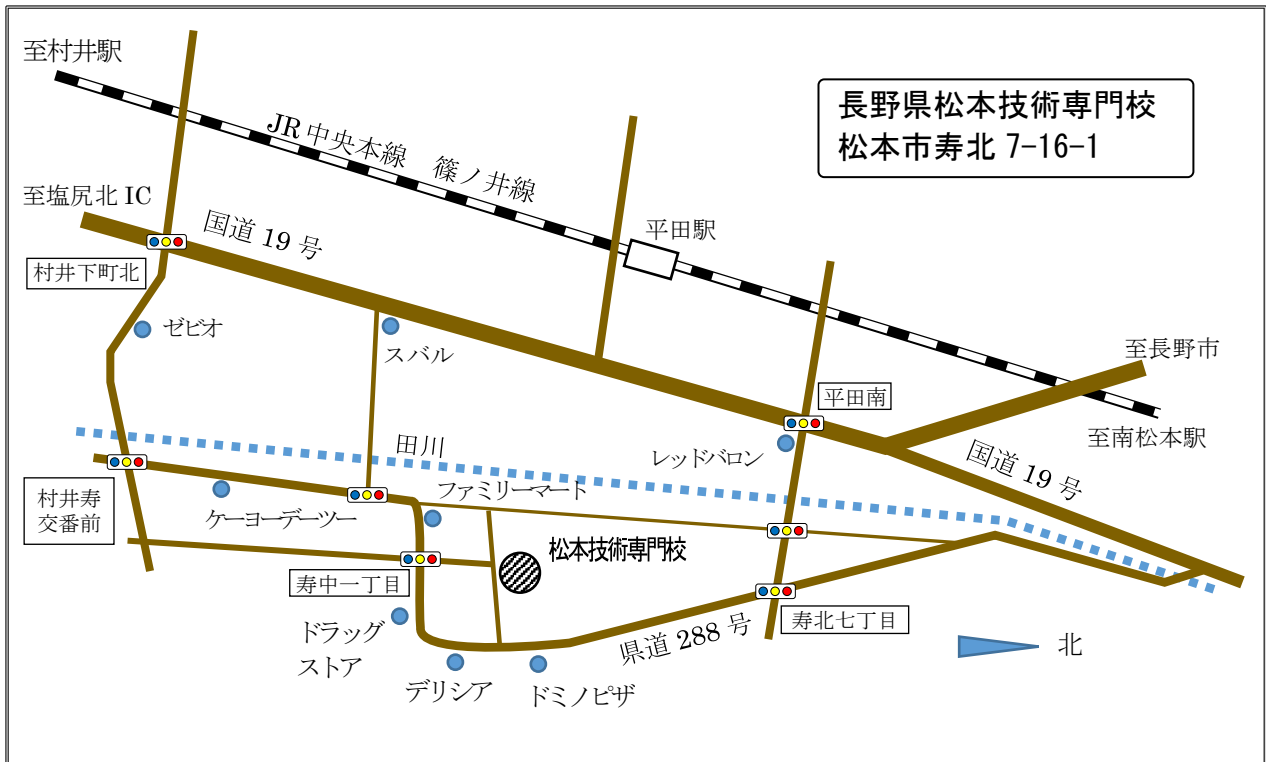 至村井駅
長野県松本技術専門校
松本市寿北 7-16-1
JR 中央本線　篠ノ井線
至塩尻北 IC
国道 19 号
平田駅
村井下町北
ゼビオ
スバル
至長野市
平田南
至南松本駅
田川
レッドバロン
国道 19 号
村井寿
交番前
ケーヨーデーツー
ファミリーマート
松本技術専門校
寿中一丁目
寿北七丁目
ドラッグ
ストア
県道 288 号
北
デリシア
ドミノピザ